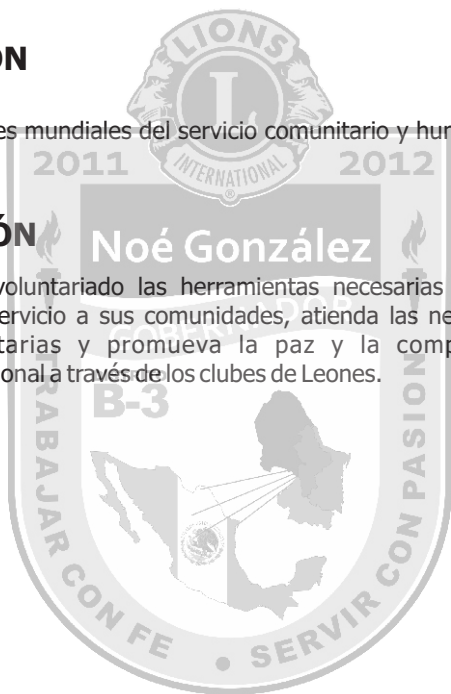 ÓN
es mundiales del servicio comunitario y hum
ÓN
voluntariado las herramientas necesarias
ervicio a sus comunidades, atienda las ne
tarias y promueva la paz y la comp
onal a través de los clubes de Leones.
LIONS
L
INTERNATIONAL
2011
2012
Noé González
GOBERNADOR
B-3
TRABAJAR CON FE
•
SERVIR CON PASION